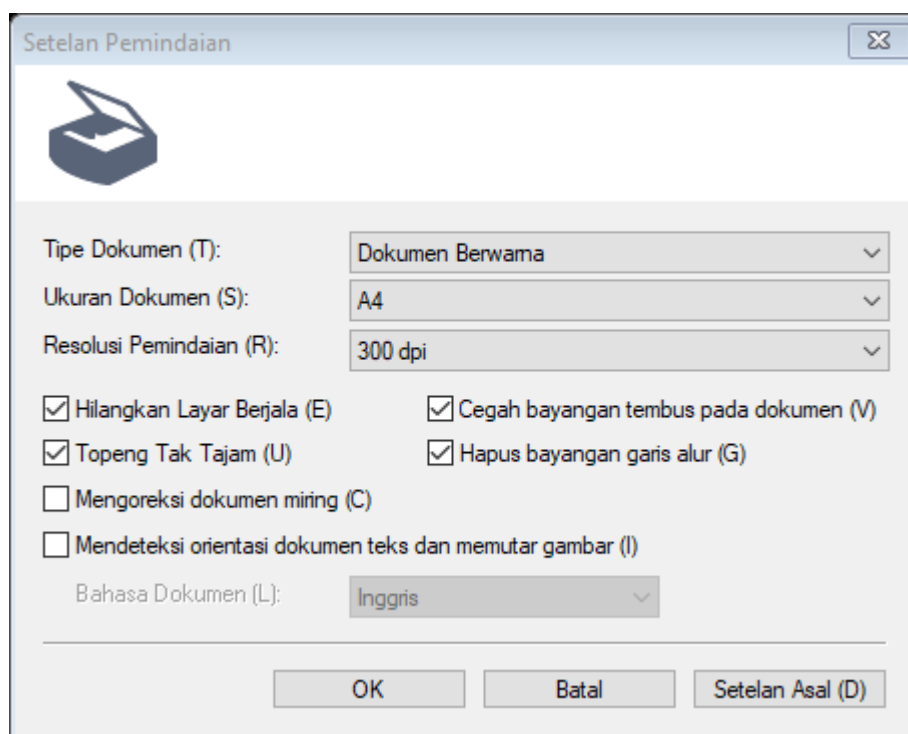 Setelan Pemindaian
Tipe Dokumen (T): Dokumen Berwarna
Ukuran Dokumen (S): A4
Resolusi Pemindaian (R): 300 dpi
Hilangkan Layar Berjala (E) Cegah bayangan tembus pada dokumen (V)
Topeng Tak Tajam (U) Hapus bayangan garis alur (G)
Mengoreksi dokumen miring (C)
Mendeteksi orientasi dokumen teks dan memutar gambar (I)
Bahasa Dokumen (L): Inggris
OK Batal Setelan Asal (D)